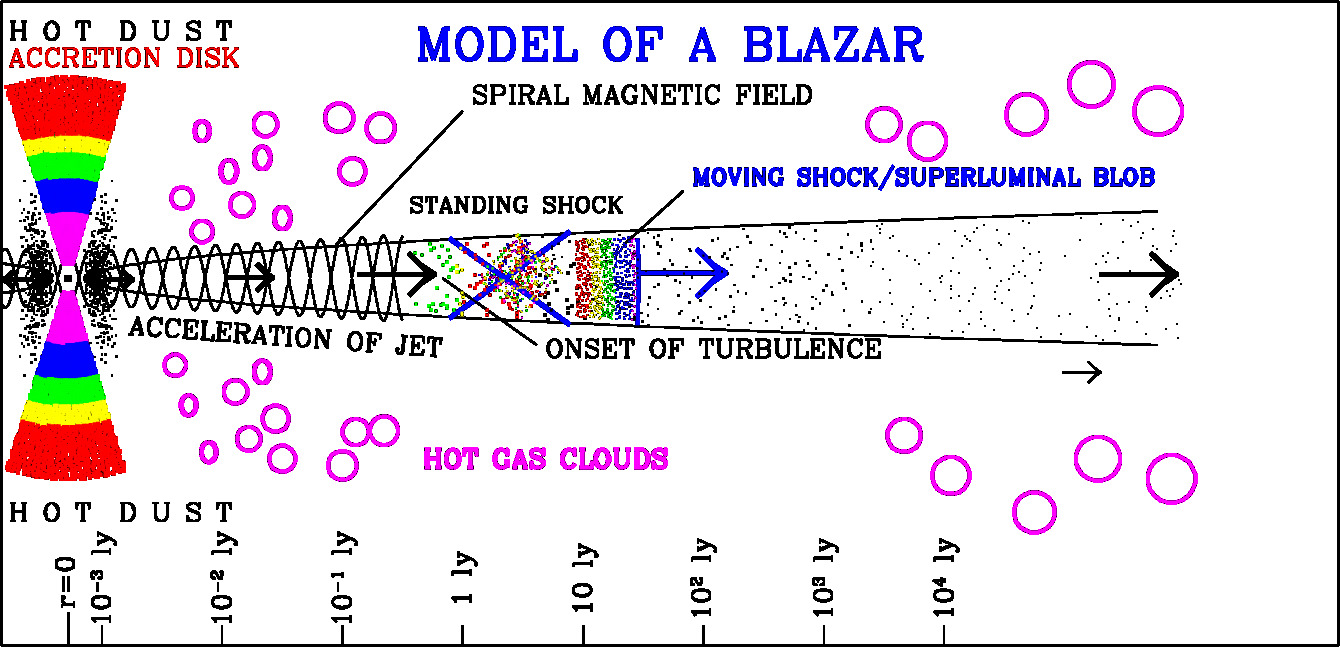 HOT DUST
ACCRETION DISK
MODEL OF A BLAZAR
SPIRAL MAGNETIC FIELD
MOVING SHOCK/SUPERLUMINAL BLOB
STANDING SHOCK
ACCELERATION OF JET
ONSET OF TURBULENCE
HOT GAS CLOUDS
HOT DUST
r=0
10⁻³ ly
10⁻² ly
10⁻¹ ly
1 ly
10 ly
10² ly
10³ ly
10⁴ ly